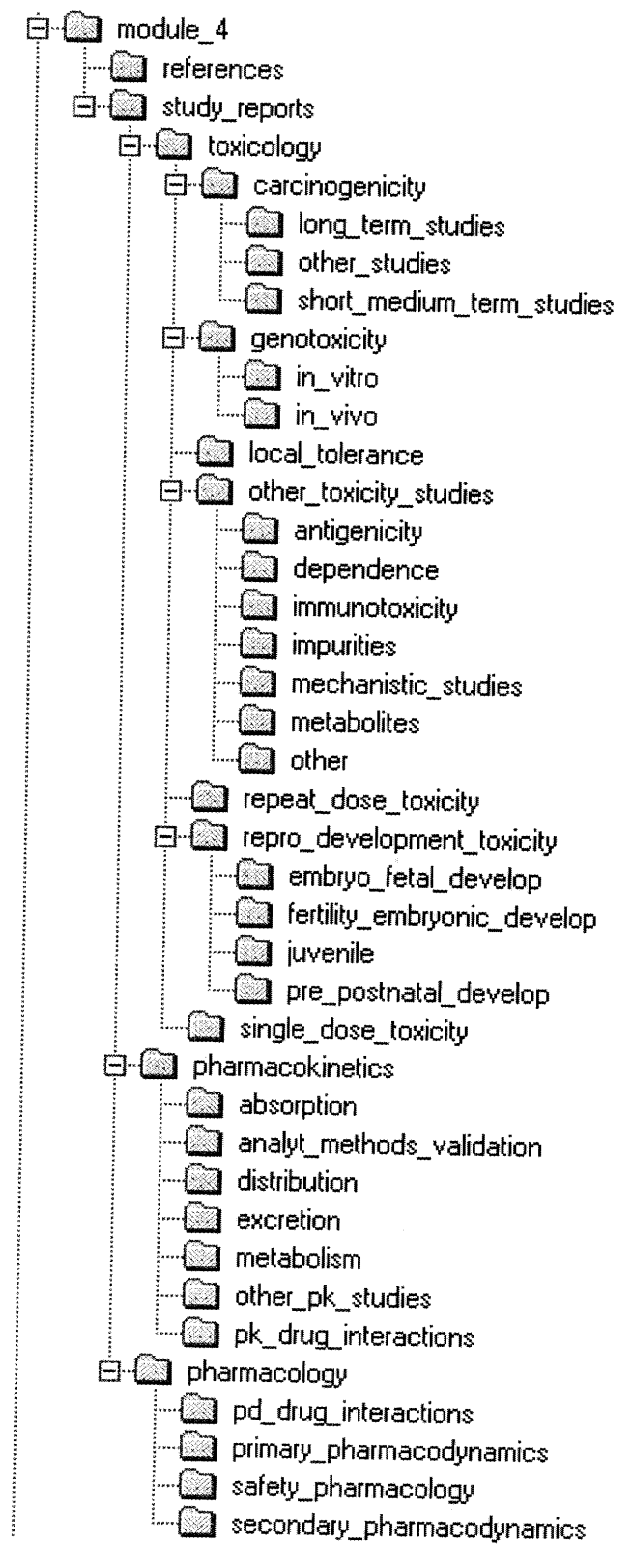 module_4
references
study_reports
toxicology
carcinogenicity
long_term_studies
other_studies
short_medium_term_studies
genotoxicity
in_vitro
in_vivo
local_tolerance
other_toxicity_studies
antigenicity
dependence
immunotoxicity
impurities
mechanistic_studies
metabolites
other
repeat_dose_toxicity
repro_development_toxicity
embryo_fetal_develop
fertility_embryonic_develop
juvenile
pre_postnatal_develop
single_dose_toxicity
pharmacokinetics
absorption
analyt_methods_validation
distribution
excretion
metabolism
other_pk_studies
pk_drug_interactions
pharmacology
pd_drug_interactions
primary_pharmacodynamics
safety_pharmacology
secondary_pharmacodynamics